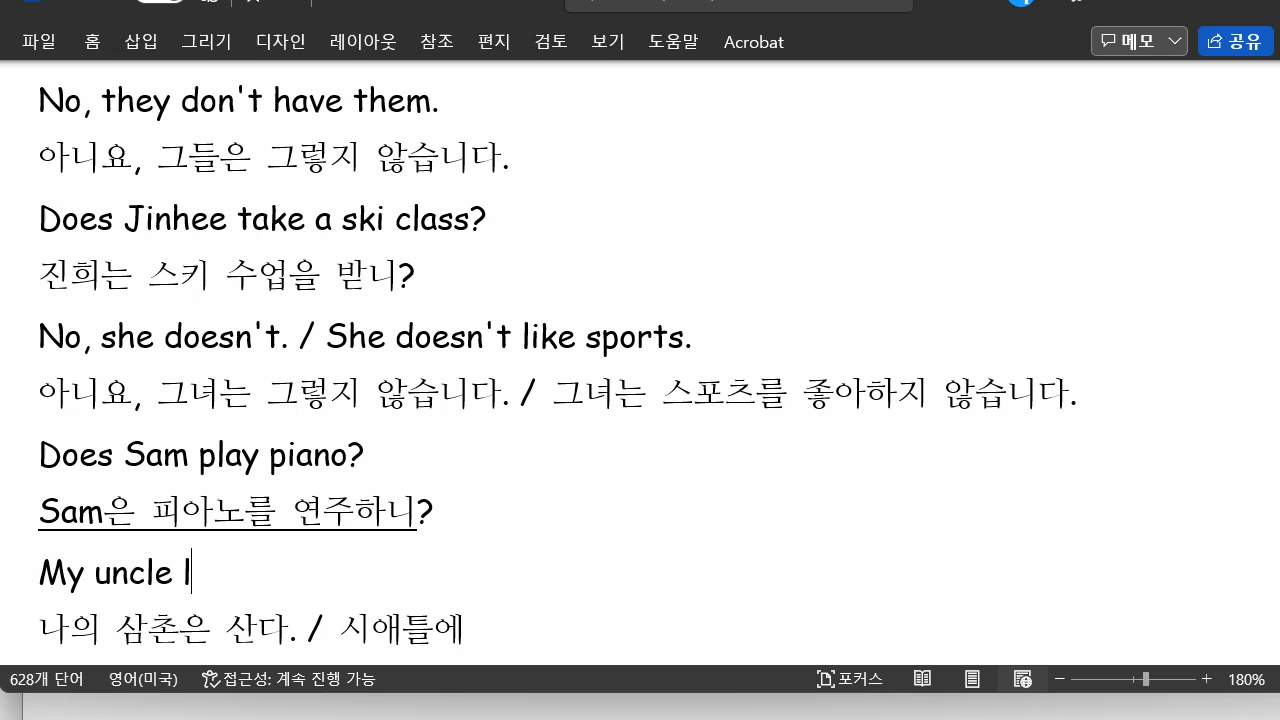 파일 홈 삽입 그리기 디자인 레이아웃 참조 편지 검토 보기 도움말 Acrobat 메모 공유
No, they don't have them.
아니요, 그들은 그렇지 않습니다.
Does Jinhee take a ski class?
진희는 스키 수업을 받니?
No, she doesn't. / She doesn't like sports.
아니요, 그녀는 그렇지 않습니다. / 그녀는 스포츠를 좋아하지 않습니다.
Does Sam play piano?
Sam은 피아노를 연주하니?
My uncle l
나의 삼촌은 산다. / 시애틀에
628개 단어 영어(미국) 접근성: 계속 진행 가능 포커스 180%